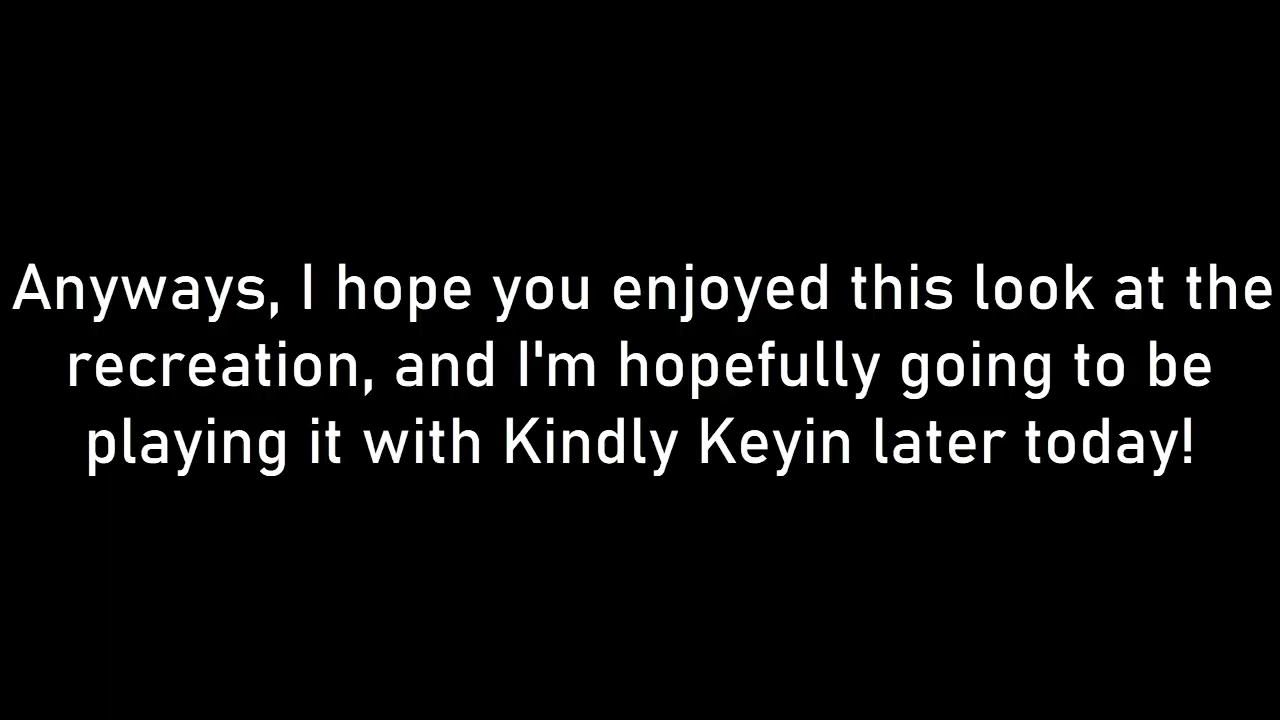 Anyways, I hope you enjoyed this look at the
recreation, and I'm hopefully going to be
playing it with Kindly Keyin later today!